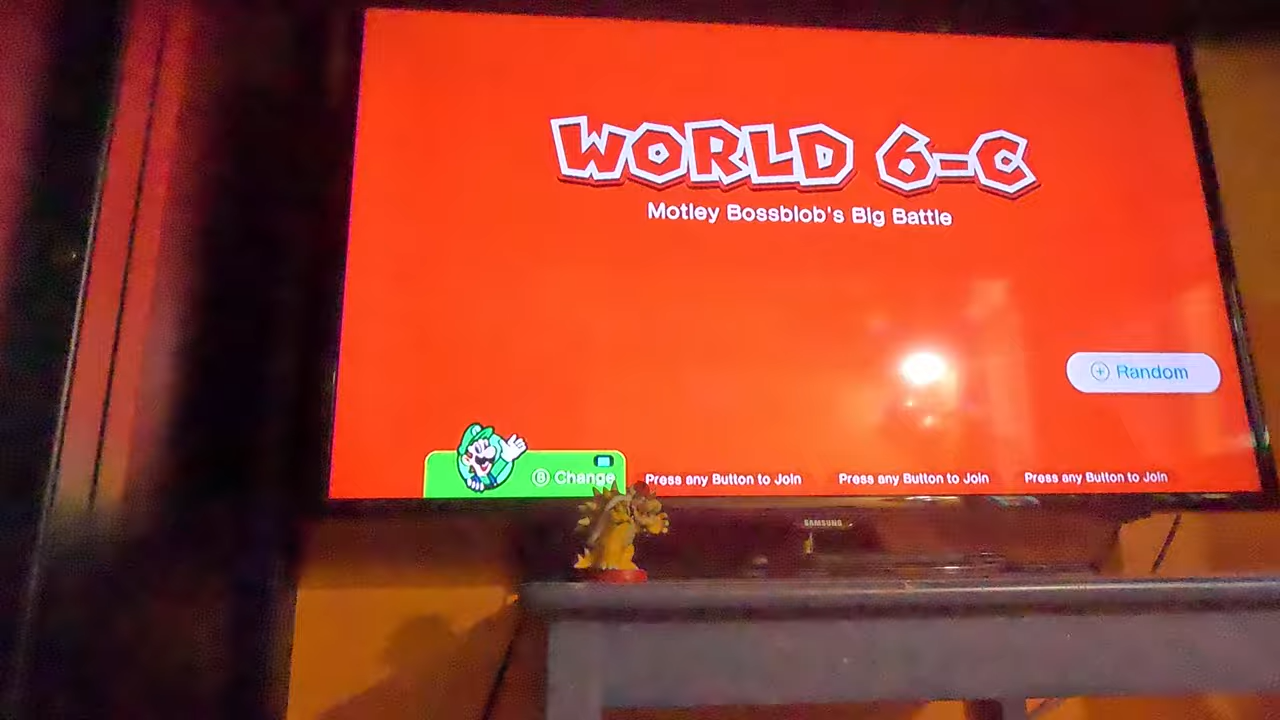 WORLD 6-C
Motley Bossblob's Big Battle
+ Random
B Change
Press any Button to Join
Press any Button to Join
Press any Button to Join
SAMSUNG